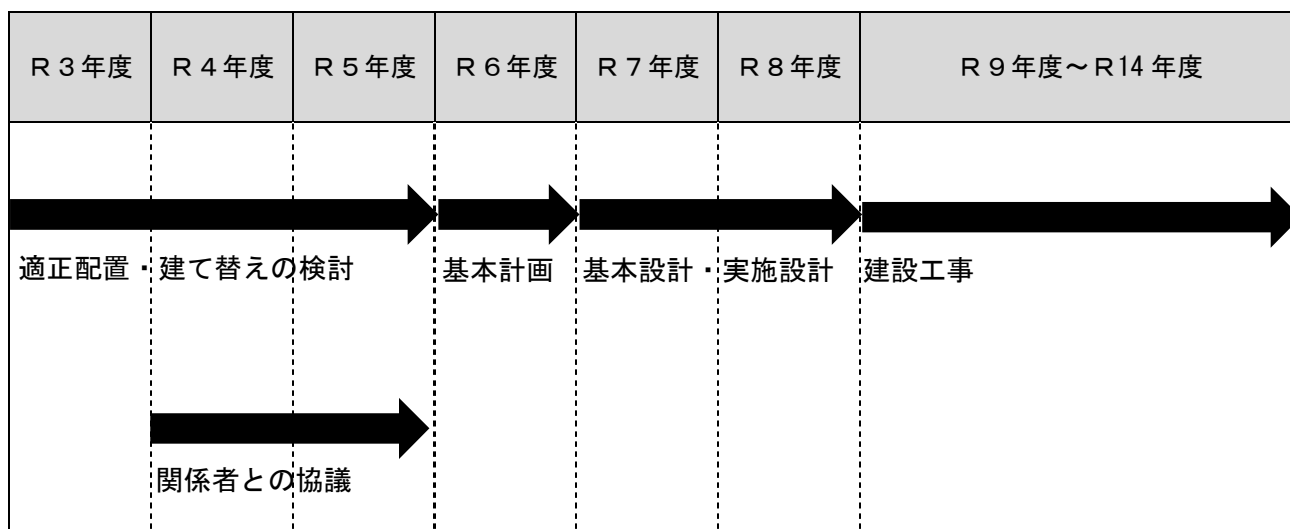 R3年度 R4年度 R5年度 R6年度 R7年度 R8年度 R9年度～R14年度
適正配置・建て替えの検討 基本計画 基本設計・実施設計 建設工事
関係者との協議